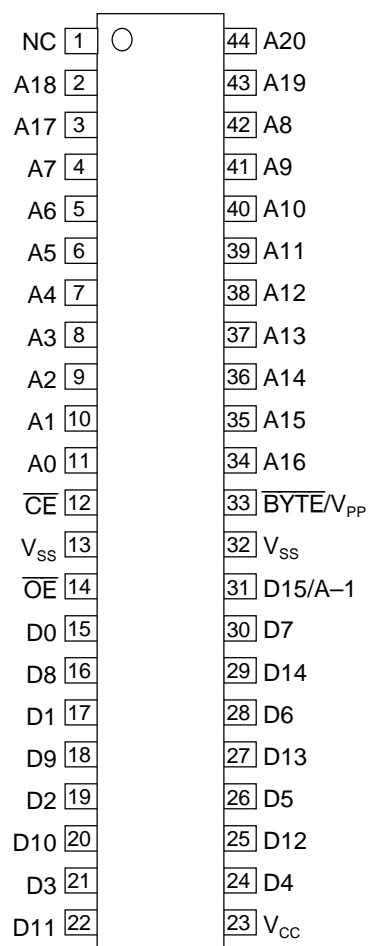 NC 1 44 A20
A18 2 43 A19
A17 3 42 A8
A7 4 41 A9
A6 5 40 A10
A5 6 39 A11
A4 7 38 A12
A3 8 37 A13
A2 9 36 A14
A1 10 35 A15
A0 11 34 A16
C̅E̅ 12 33 B̅Y̅T̅E̅/VPP
VSS 13 32 VSS
O̅E̅ 14 31 D15/A–1
D0 15 30 D7
D8 16 29 D14
D1 17 28 D6
D9 18 27 D13
D2 19 26 D5
D10 20 25 D12
D3 21 24 D4
D11 22 23 VCC